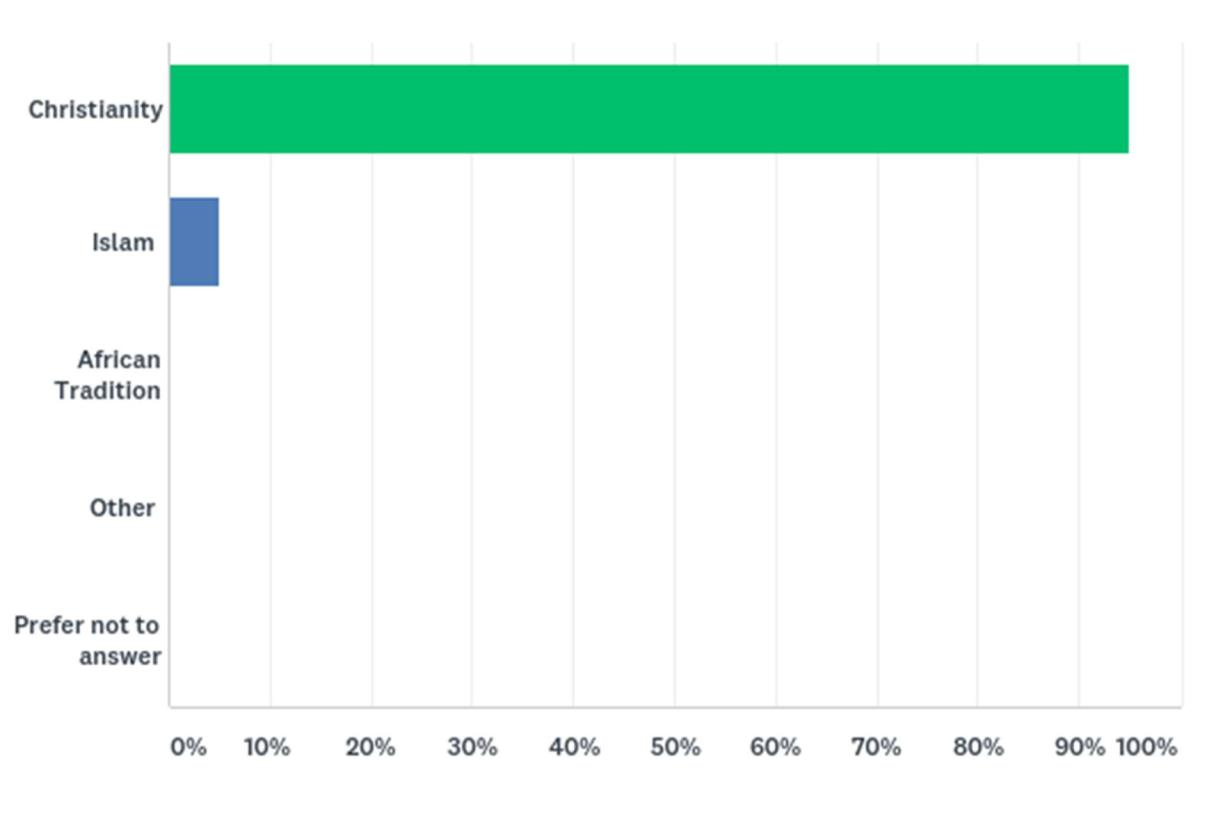 Christianity
Islam
African
Tradition
Other
Prefer not to
answer
0% 10% 20% 30% 40% 50% 60% 70% 80% 90% 100%